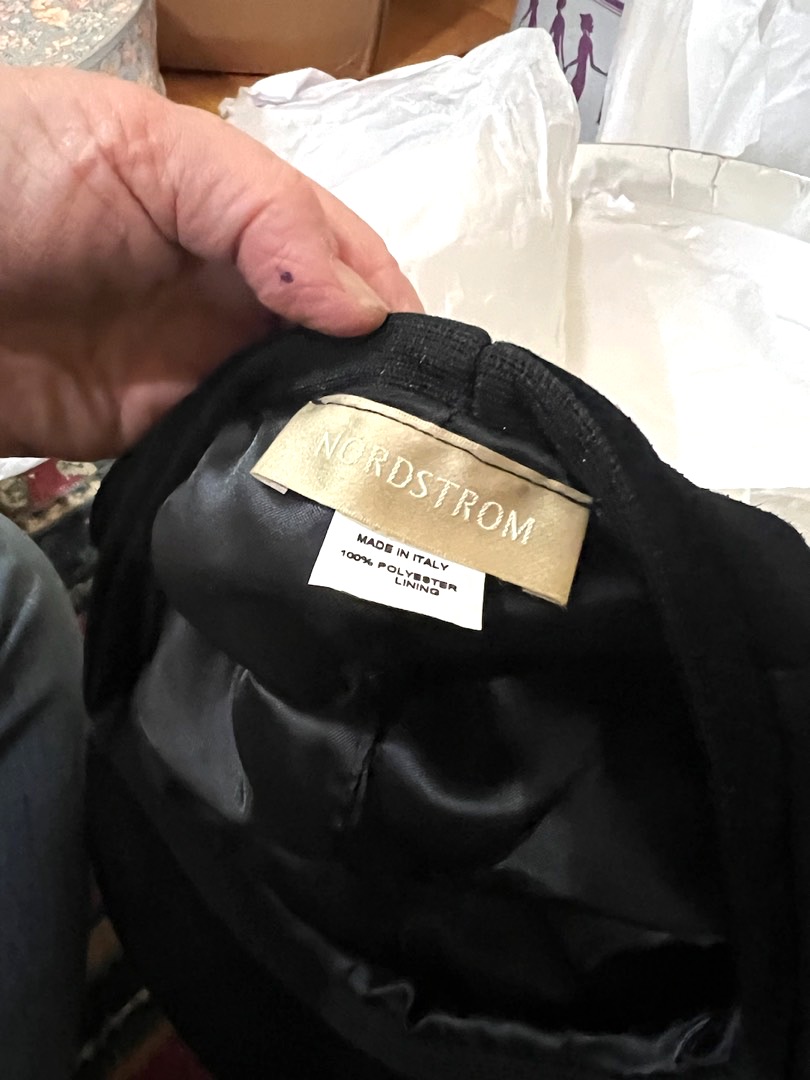 NORDSTROM
MADE IN ITALY
100% POLYESTER
LINING